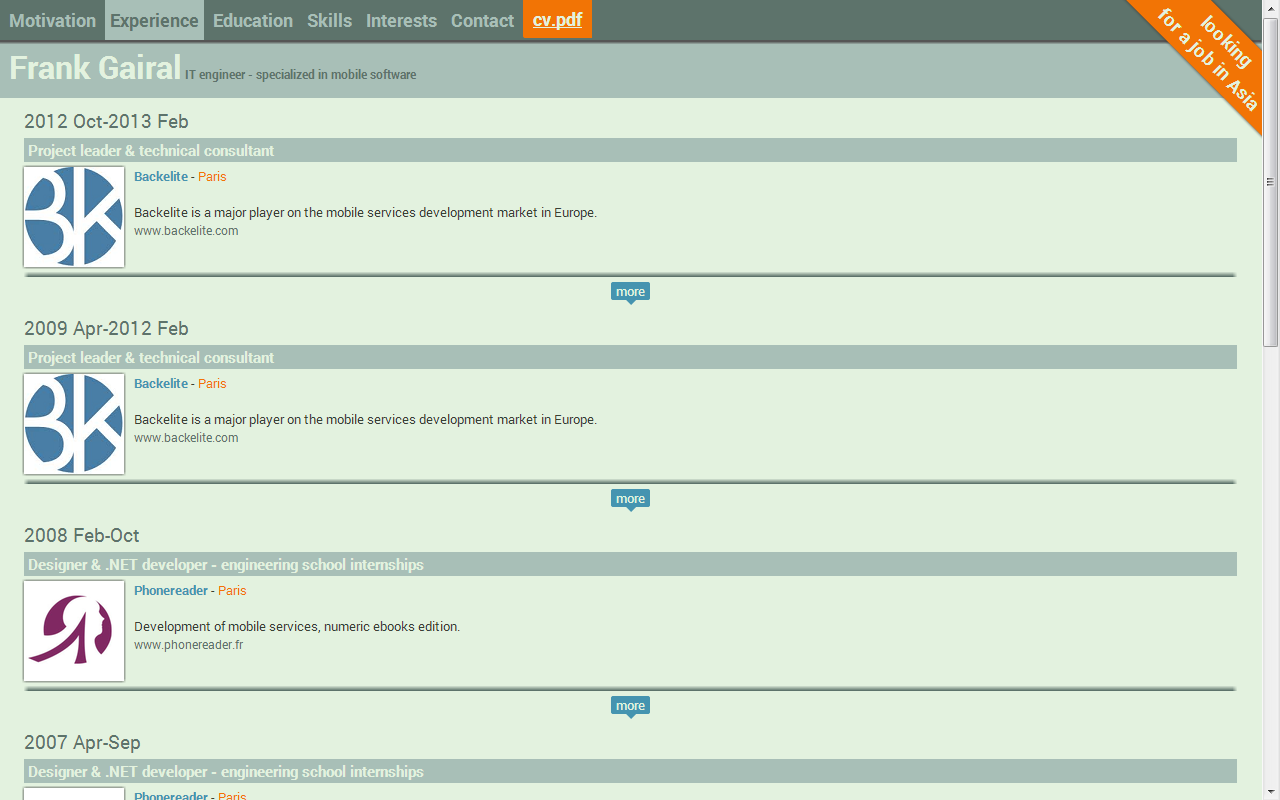 Motivation Experience Education Skills Interests Contact cv.pdf
looking
for a job in Asia
Frank Gairal IT engineer - specialized in mobile software
2012 Oct-2013 Feb
Project leader & technical consultant
BK
Backelite - Paris
Backelite is a major player on the mobile services development market in Europe.
www.backelite.com
more
2009 Apr-2012 Feb
Project leader & technical consultant
BK
Backelite - Paris
Backelite is a major player on the mobile services development market in Europe.
www.backelite.com
more
2008 Feb-Oct
Designer & .NET developer - engineering school internships
Phonereader - Paris
Development of mobile services, numeric ebooks edition.
www.phonereader.fr
more
2007 Apr-Sep
Designer & .NET developer - engineering school internships
Phonereader - Paris